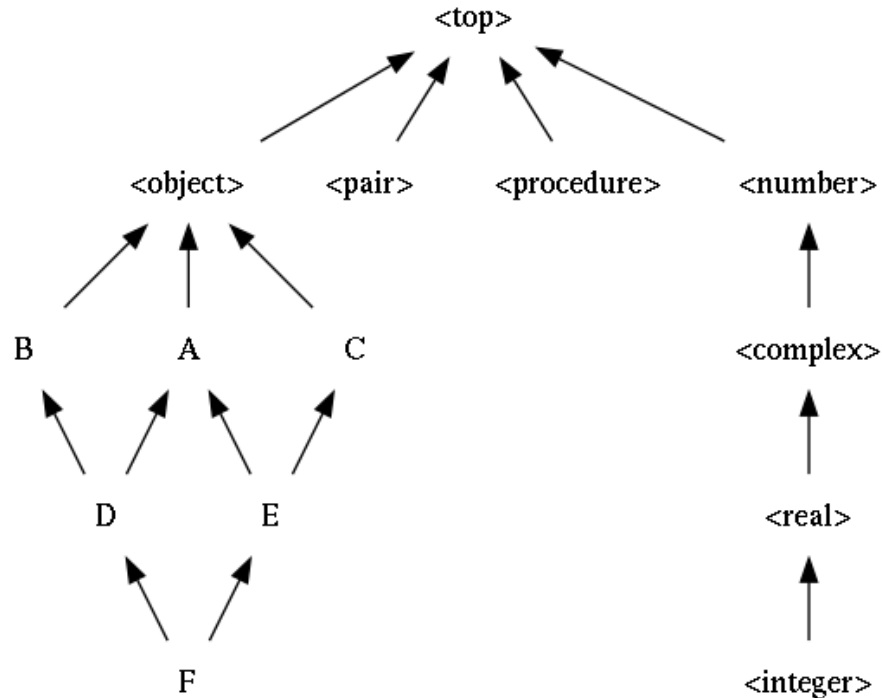 <top>
<object> <pair> <procedure> <number>
B A C <complex>
D E <real>
F <integer>